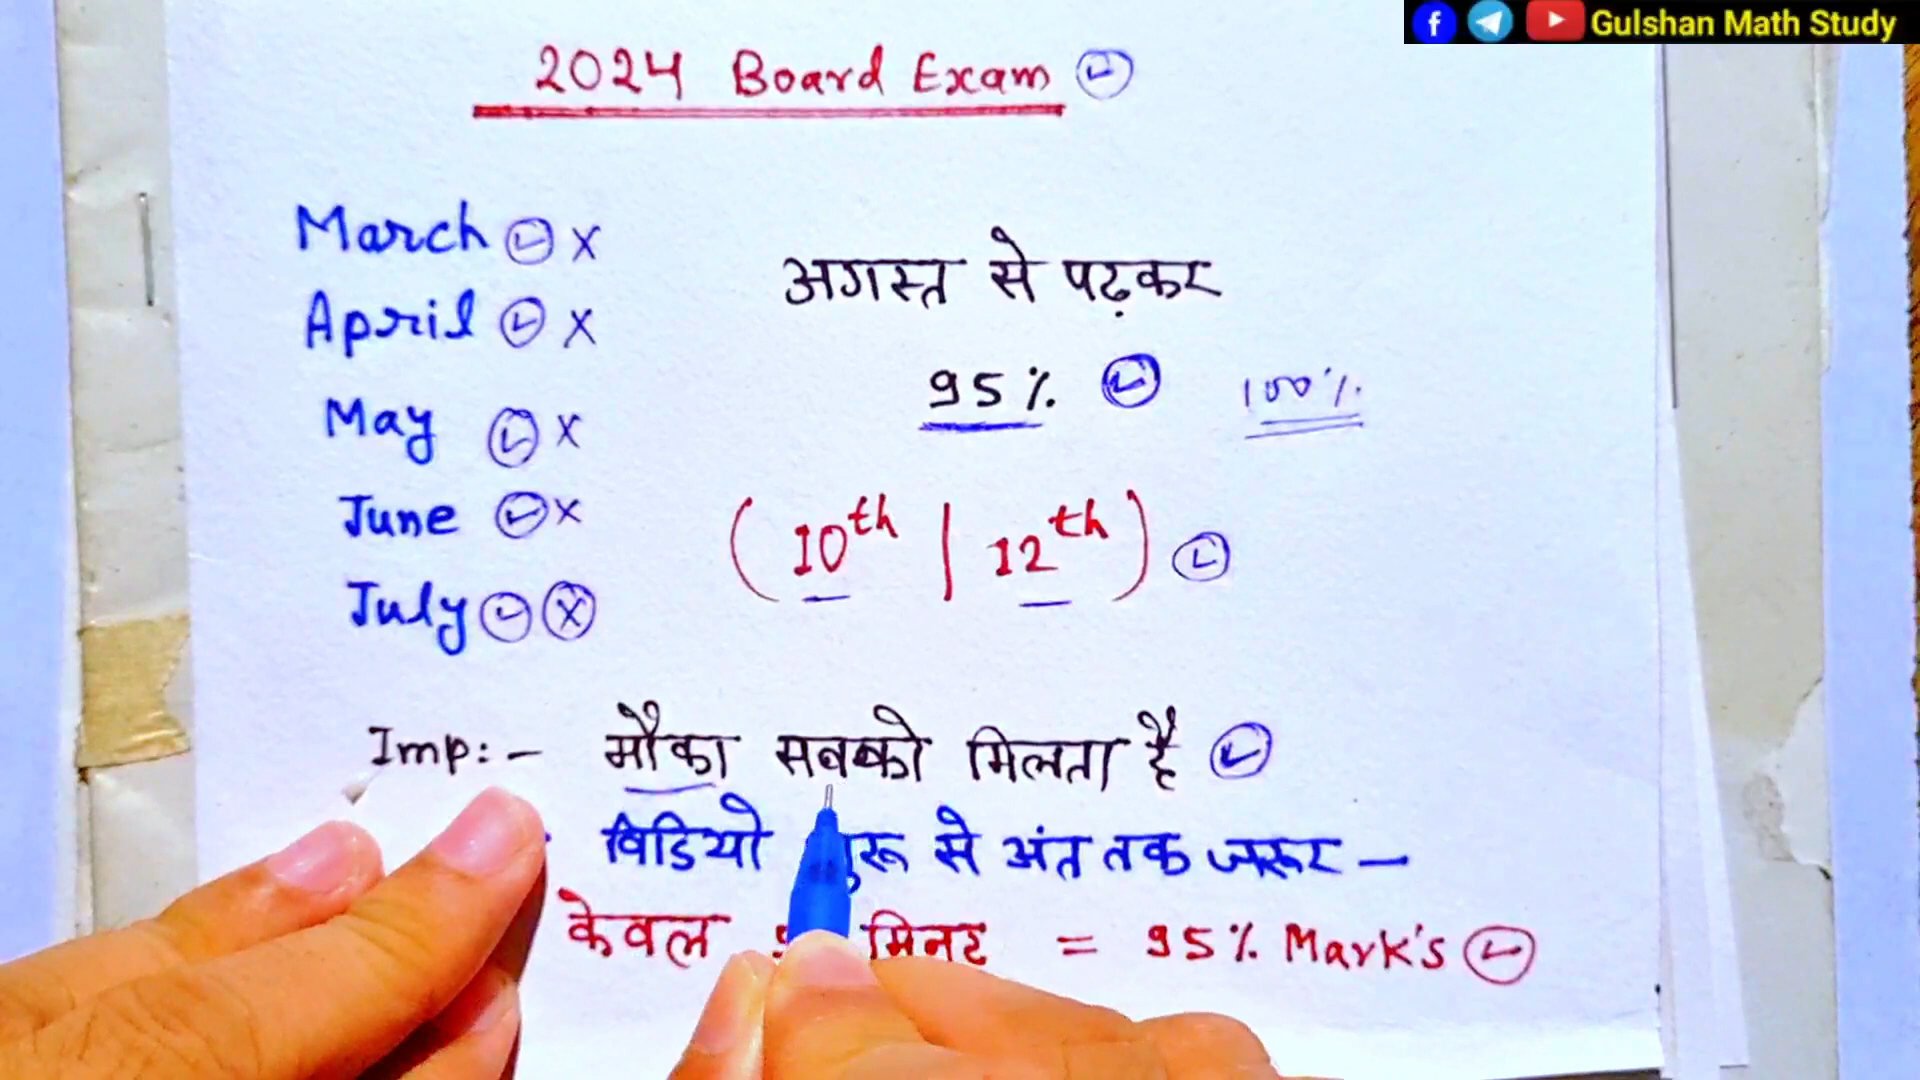 Gulshan Math Study
2024 Board Exam
March
April
May
June
July
अगस्त से पढ़कर
95% 100%
(10th | 12th)
Imp:- मौका सबको मिलता है
विडियो से अंत तक जरूर -
केवल मिनट = 95% Mark's